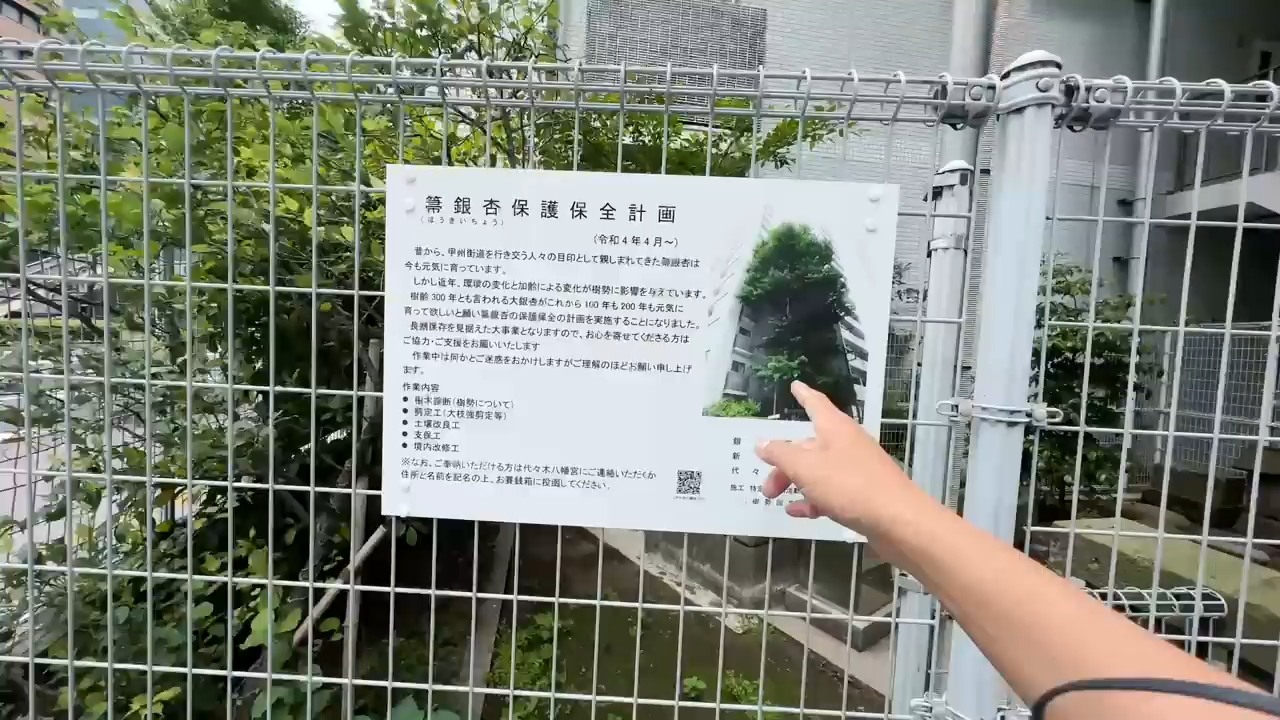 箒銀杏保護保全計画
(ほうきいちょう)
(令和4年4月〜)
昔から、甲州街道を行き交う人々の目印として親しまれてきた箒銀杏は
今も元気に育っています。
しかし近年、環境の変化と加齢による変化が樹勢に影響を与えています。
樹齢300年とも言われる大銀杏がこれから100年も200年も元気に
育って欲しいと願い箒銀杏の保護保全の計画を実施することになりました。
長期保存を見据えた大事業となりますので、お心を寄せてくださる方は
ご協力・ご支援をお願いいたします
作業中は何かとご迷惑をおかけしますがご理解のほどお願い申し上げ
ます。
作業内容
● 樹木診断(樹勢について)
● 剪定工(大枝強剪定等)
● 土壌改良工
● 支保工
● 境内改修工
※なお、ご奉納いただける方は代々木八幡宮にご連絡いただくか
住所と名前を記名の上、お賽銭箱に投函してください。
銀
新
代々
施工 特定
樹勢回